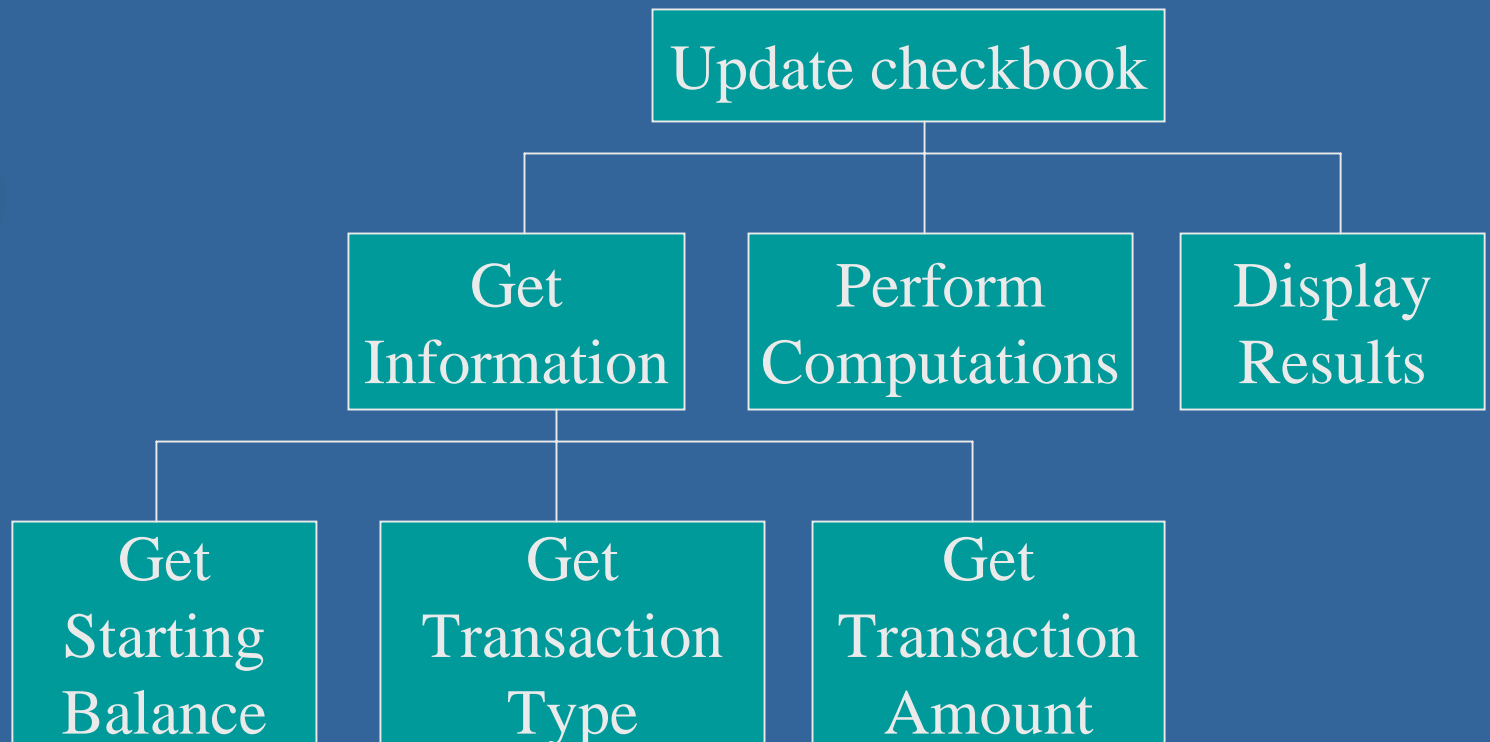 Update checkbook
Get
Information
Perform
Computations
Display
Results
Get
Starting
Balance
Get
Transaction
Type
Get
Transaction
Amount